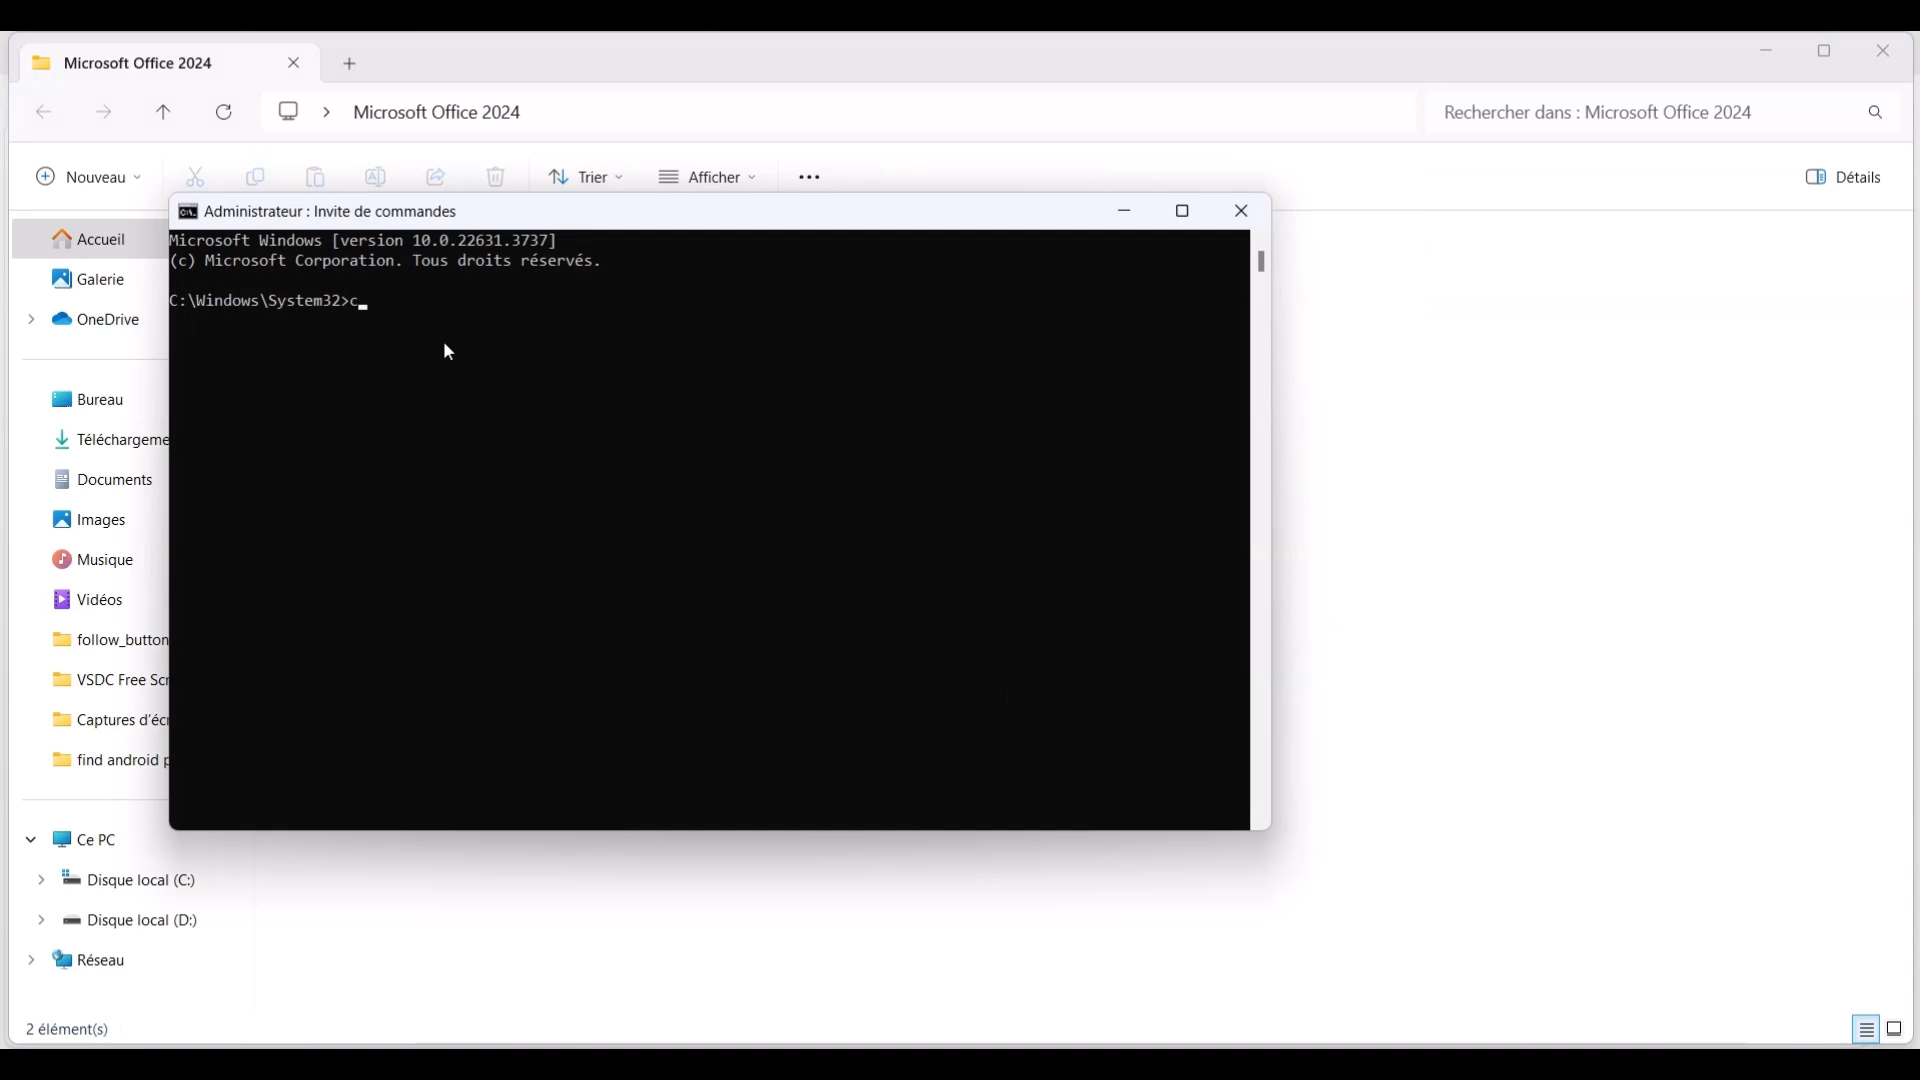 Microsoft Office 2024
Microsoft Office 2024
Rechercher dans : Microsoft Office 2024
Nouveau
Trier
Afficher
Détails
Administrateur : Invite de commandes
Microsoft Windows [version 10.0.22631.3737]
(c) Microsoft Corporation. Tous droits réservés.
C:\Windows\System32>c
Accueil
Galerie
OneDrive
Bureau
Téléchargeme
Documents
Images
Musique
Vidéos
follow_button
VSDC Free Scr
Captures d'écr
find android p
Ce PC
Disque local (C:)
Disque local (D:)
Réseau
2 élément(s)